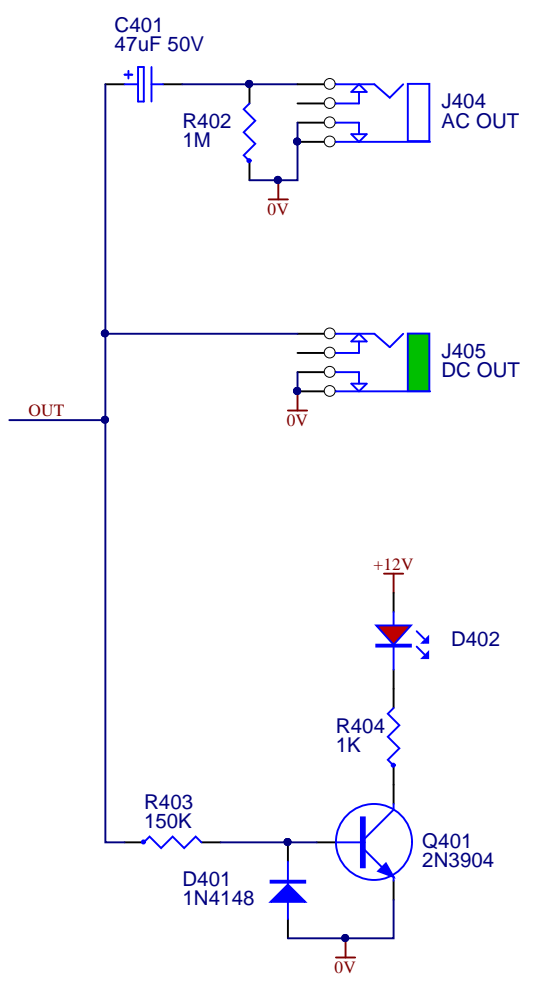 C401
47uF 50V
R402
1M
J404
AC OUT
0V
J405
DC OUT
0V
OUT
+12V
D402
R404
1K
R403
150K
Q401
2N3904
D401
1N4148
0V